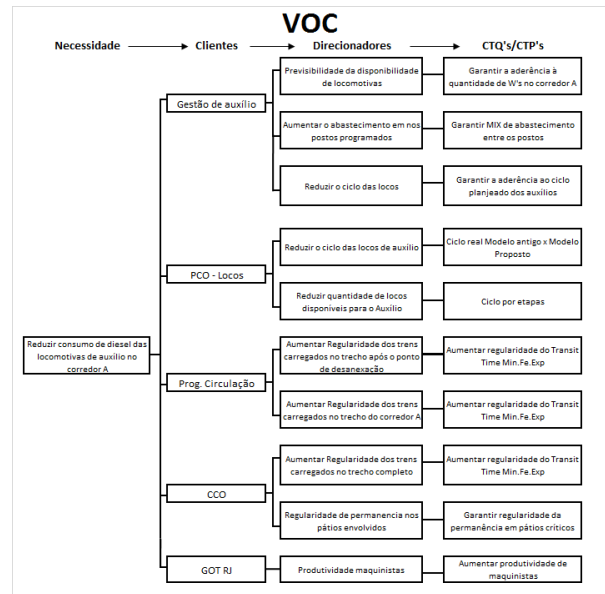 VOC
Necessidade
Clientes
Direcionadores
CTQ's/CTP's
Reduzir consumo de diesel das
locomotivas de auxílio no
corredor A
Gestão de auxílio
Previsibilidade da disponibilidade
de locomotivas
Garantir a aderência à
quantidade de W's no corredor A
Aumentar o abastecimento em nos
postos programados
Garantir MIX de abastecimento
entre os postos
Reduzir o ciclo das locos
Garantir a aderência ao ciclo
planejado dos auxílios
PCO - Locos
Reduzir o ciclo das locos de auxílio
Ciclo real Modelo antigo x Modelo
Proposto
Reduzir quantidade de locos
disponíveis para o Auxílio
Ciclo por etapas
Prog. Circulação
Aumentar Regularidade dos trens
carregados no trecho após o ponto
de desanexação
Aumentar regularidade do Transit
Time Min.Fe.Exp
Aumentar Regularidade dos trens
carregados no trecho do corredor A
Aumentar regularidade do Transit
Time Min.Fe.Exp
CCO
Aumentar Regularidade dos trens
carregados no trecho completo
Aumentar regularidade do Transit
Time Min.Fe.Exp
Regularidade de permanencia nos
pátios envolvidos
Garantir regularidade da
permanência em pátios críticos
GOT RJ
Produtividade maquinistas
Aumentar produtividade de
maquinistas